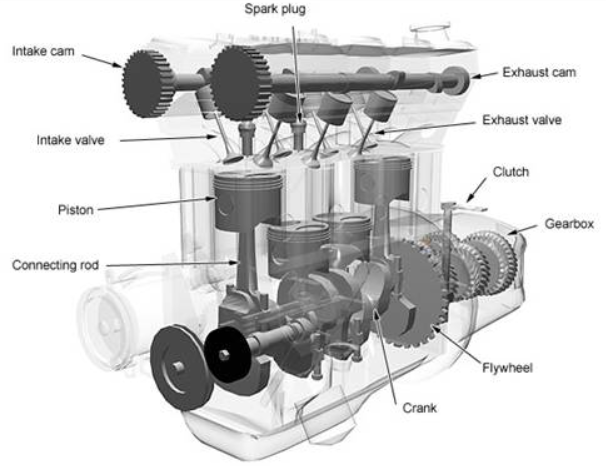 Spark plug
Intake cam
Exhaust cam
Intake valve
Exhaust valve
Clutch
Piston
Gearbox
Connecting rod
Flywheel
Crank